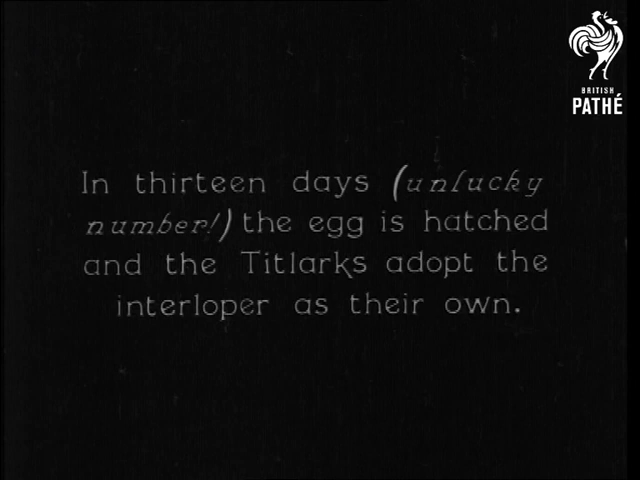 BRITISH
PATHÉ
In thirteen days (unlucky
number!) the egg is hatched
and the Titlarks adopt the
interloper as their own.